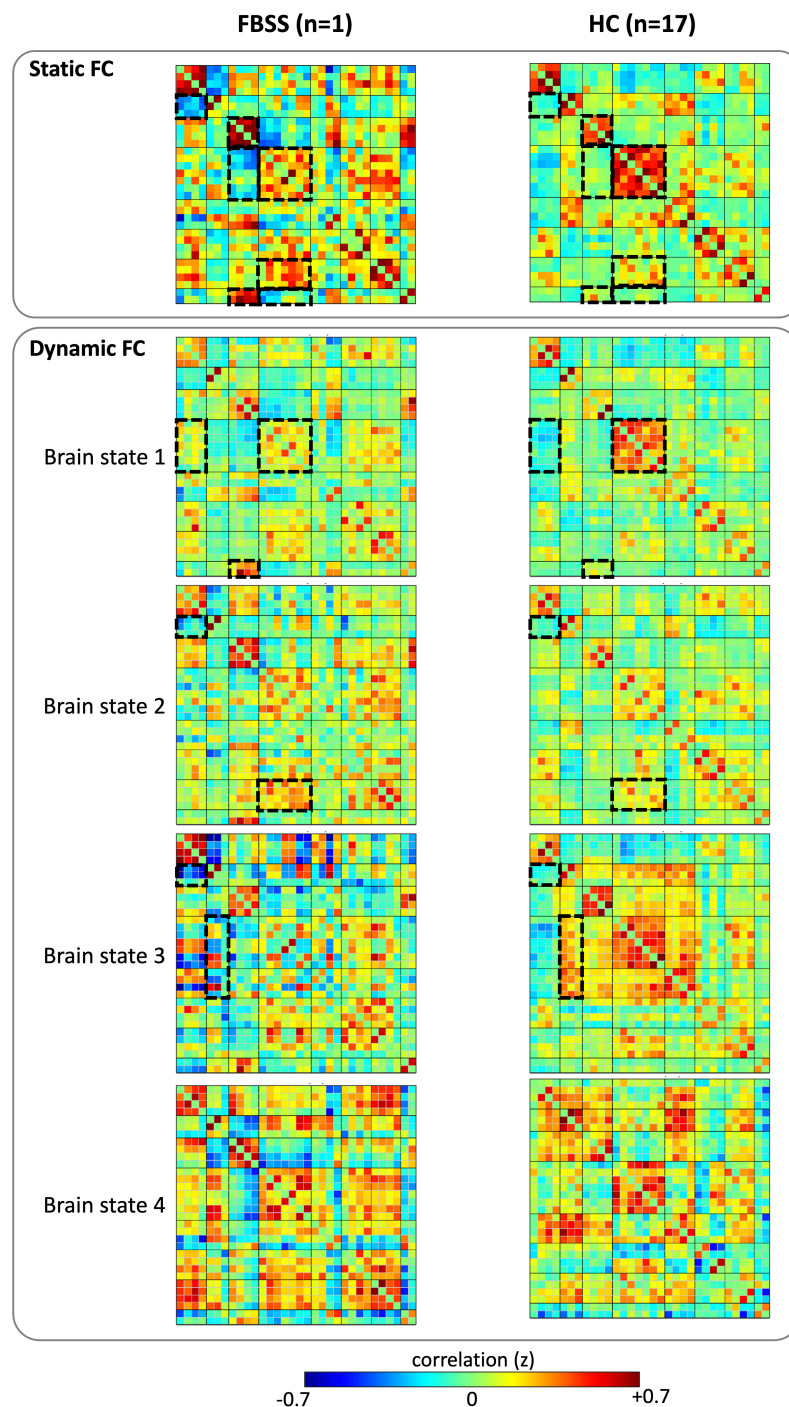 FBSS (n=1)
HC (n=17)
Static FC
Dynamic FC
Brain state 1
Brain state 2
Brain state 3
Brain state 4
correlation (z)
-0.7
0
+0.7